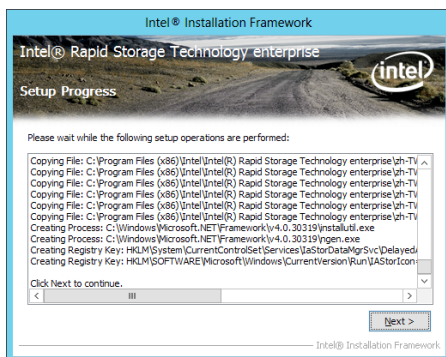 Intel® Installation Framework
Intel® Rapid Storage Technology enterprise
(intel)
Setup Progress
Please wait while the following setup operations are performed:
Copying File: C:\Program Files (x86)\Intel\Intel(R) Rapid Storage Technology enterprise\zh-TW
Copying File: C:\Program Files (x86)\Intel\Intel(R) Rapid Storage Technology enterprise\zh-TW
Copying File: C:\Program Files (x86)\Intel\Intel(R) Rapid Storage Technology enterprise\zh-TW
Copying File: C:\Program Files (x86)\Intel\Intel(R) Rapid Storage Technology enterprise\zh-TW
Copying File: C:\Program Files (x86)\Intel\Intel(R) Rapid Storage Technology enterprise\zh-TW
Copying File: C:\Program Files (x86)\Intel\Intel(R) Rapid Storage Technology enterprise\zh-TW
Creating Process: C:\Windows\Microsoft.NET\Framework\v4.0.30319\installutil.exe
Creating Process: C:\Windows\Microsoft.NET\Framework\v4.0.30319\ngen.exe
Creating Registry Key: HKLM\System\CurrentControlSet\Services\IAStorDataMgrSvc\DelayedA
Creating Registry Key: HKLM\SOFTWARE\Microsoft\Windows\CurrentVersion\Run\IAStorIcon=
Click Next to continue.
Next >
Intel® Installation Framework